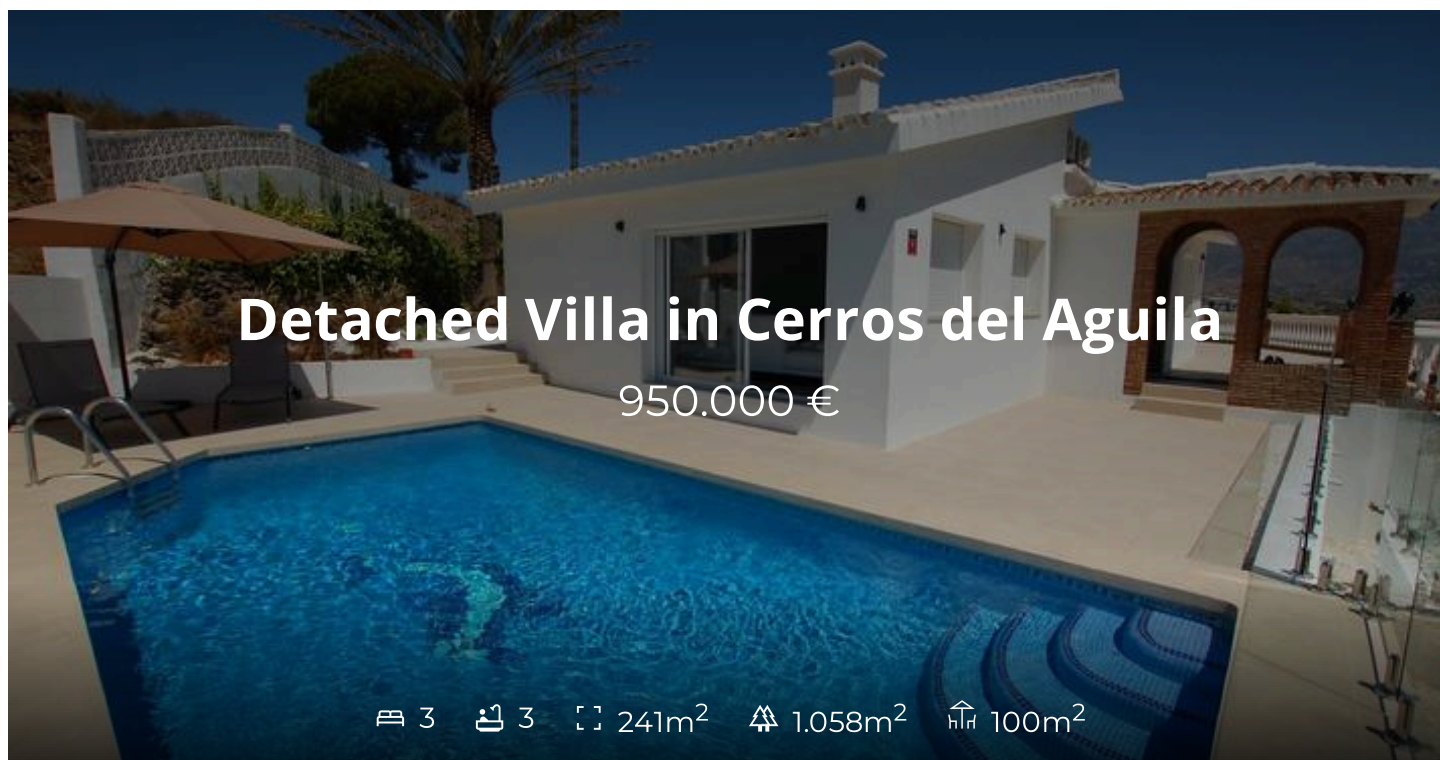 Detached Villa in Cerros del Aguila
950.000 €
3 3 241m² 1.058m² 100m²